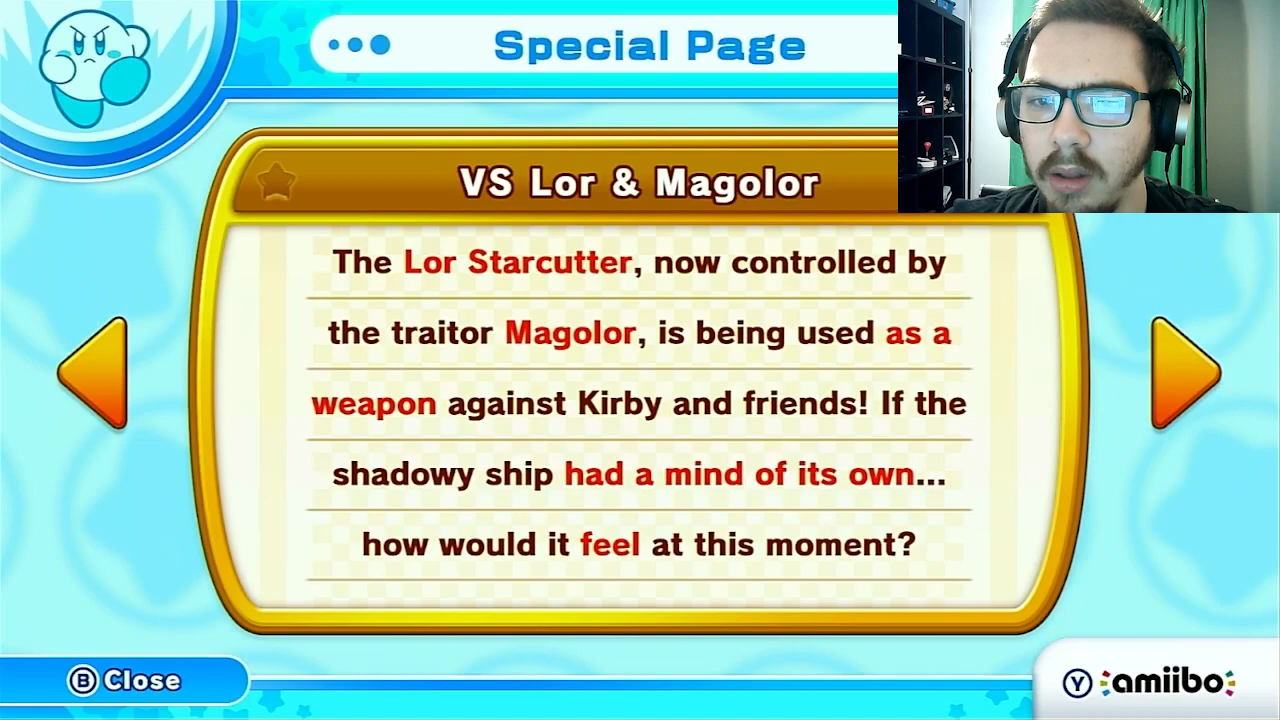 Special Page
VS Lor & Magolor
The Lor Starcutter, now controlled by
the traitor Magolor, is being used as a
weapon against Kirby and friends! If the
shadowy ship had a mind of its own...
how would it feel at this moment?
B Close
Y amiibo